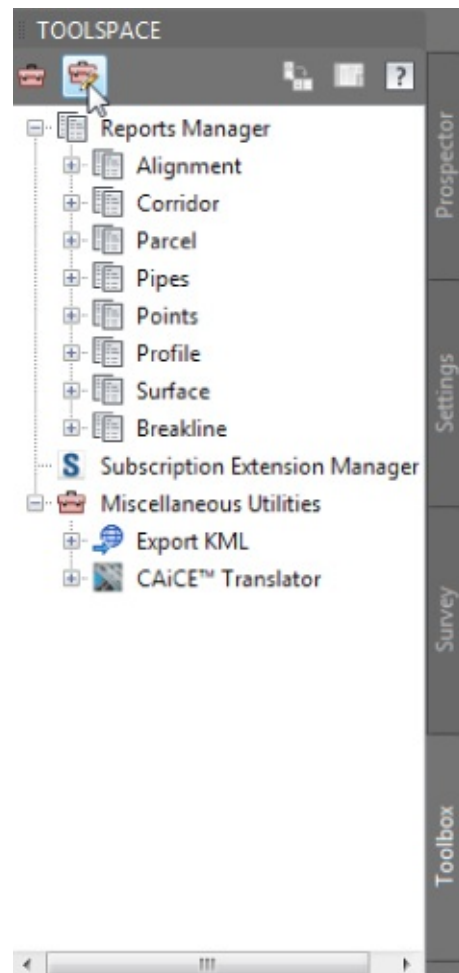 TOOLSPACE
?
Reports Manager
Alignment
Corridor
Parcel
Pipes
Points
Profile
Surface
Breakline
S Subscription Extension Manager
Miscellaneous Utilities
Export KML
CAiCE™ Translator
Prospector
Settings
Survey
Toolbox